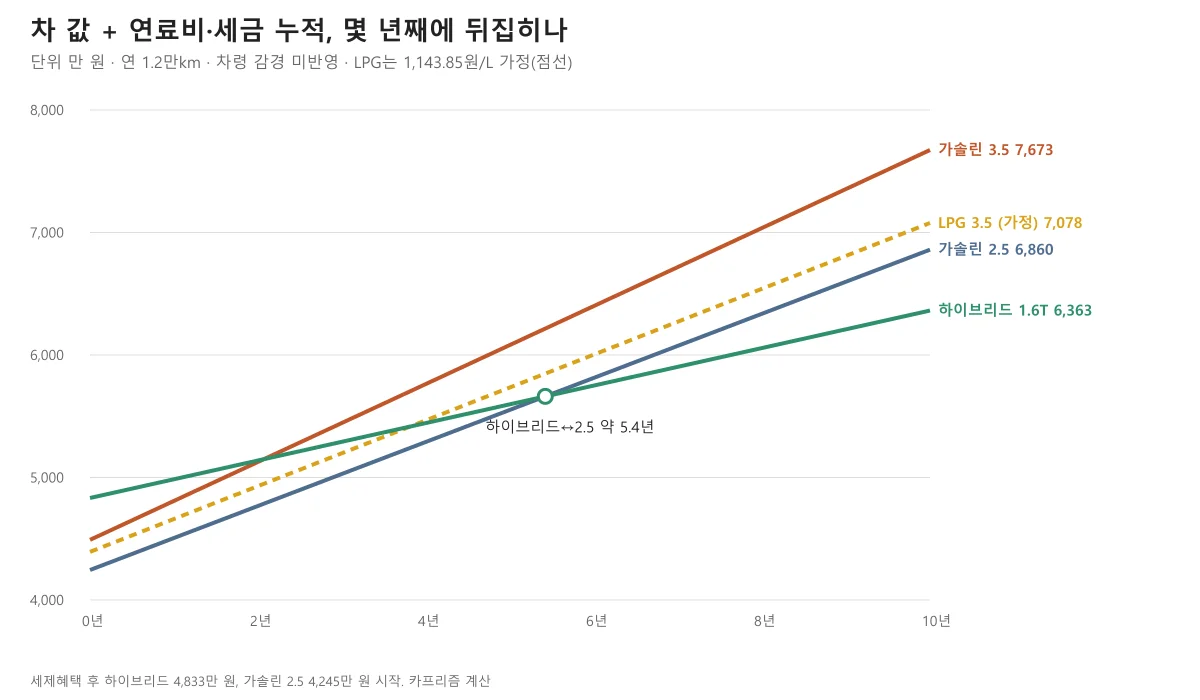 차 값 + 연료비·세금 누적, 몇 년째에 뒤집히나
단위 만 원 · 연 1.2만km · 차령 감경 미반영 · LPG는 1,143.85원/L 가정(점선)
8,000
가솔린 3.5 7,673
LPG 3.5 (가정) 7,078
7,000
가솔린 2.5 6,860
하이브리드 1.6T 6,363
6,000
하이브리드↔2.5 약 5.4년
5,000
4,000
0년 2년 4년 6년 8년 10년
세제혜택 후 하이브리드 4,833만 원, 가솔린 2.5 4,245만 원 시작. 카프리즘 계산